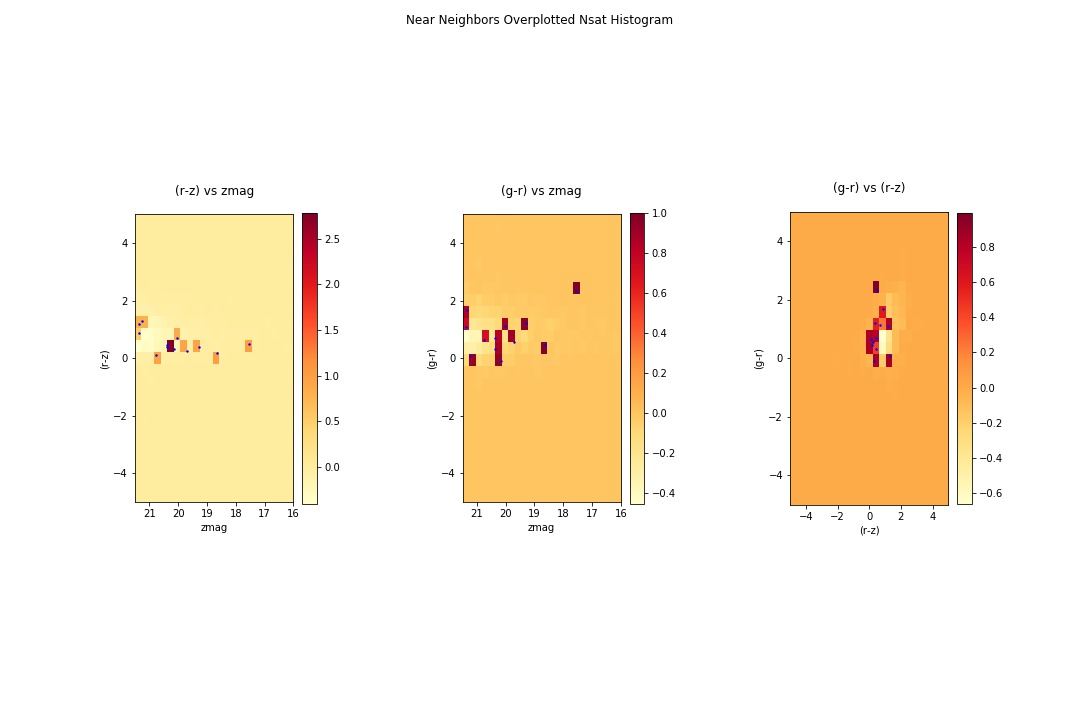 Near Neighbors Overplotted Nsat Histogram
(r-z) vs zmag
4
2
0
−2
−4
(r-z)
21 20 19 18 17 16
zmag
2.5
2.0
1.5
1.0
0.5
0.0
(g-r) vs zmag
4
2
0
−2
−4
(g-r)
21 20 19 18 17 16
zmag
1.0
0.8
0.6
0.4
0.2
0.0
−0.2
−0.4
(g-r) vs (r-z)
4
2
0
−2
−4
(g-r)
−4 −2 0 2 4
(r-z)
0.8
0.6
0.4
0.2
0.0
−0.2
−0.4
−0.6